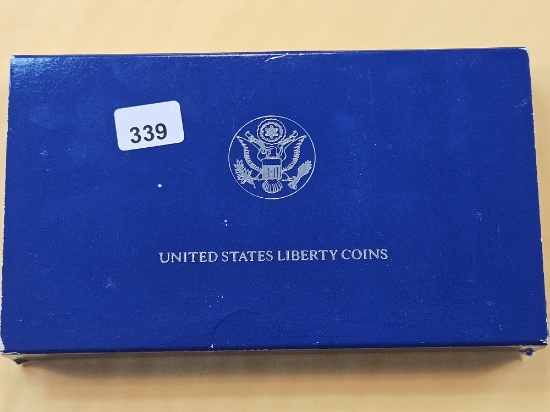 339
UNITED STATES LIBERTY COINS